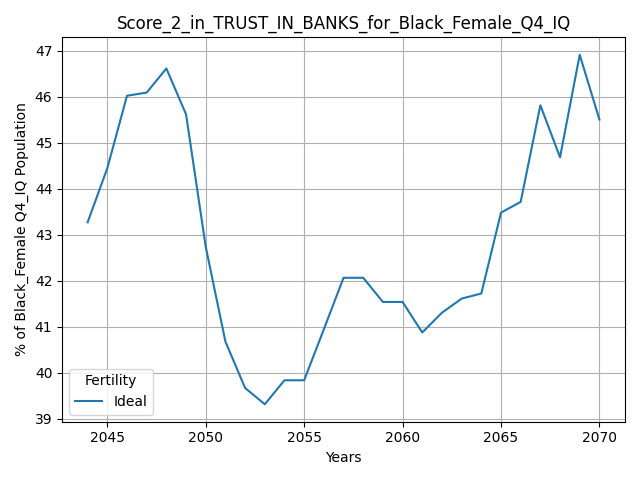 Score_2_in_TRUST_IN_BANKS_for_Black_Female_Q4_IQ
% of Black_Female Q4_IQ Population
47
46
45
44
43
42
41
40
39
Fertility
Ideal
2045 2050 2055 2060 2065 2070
Years